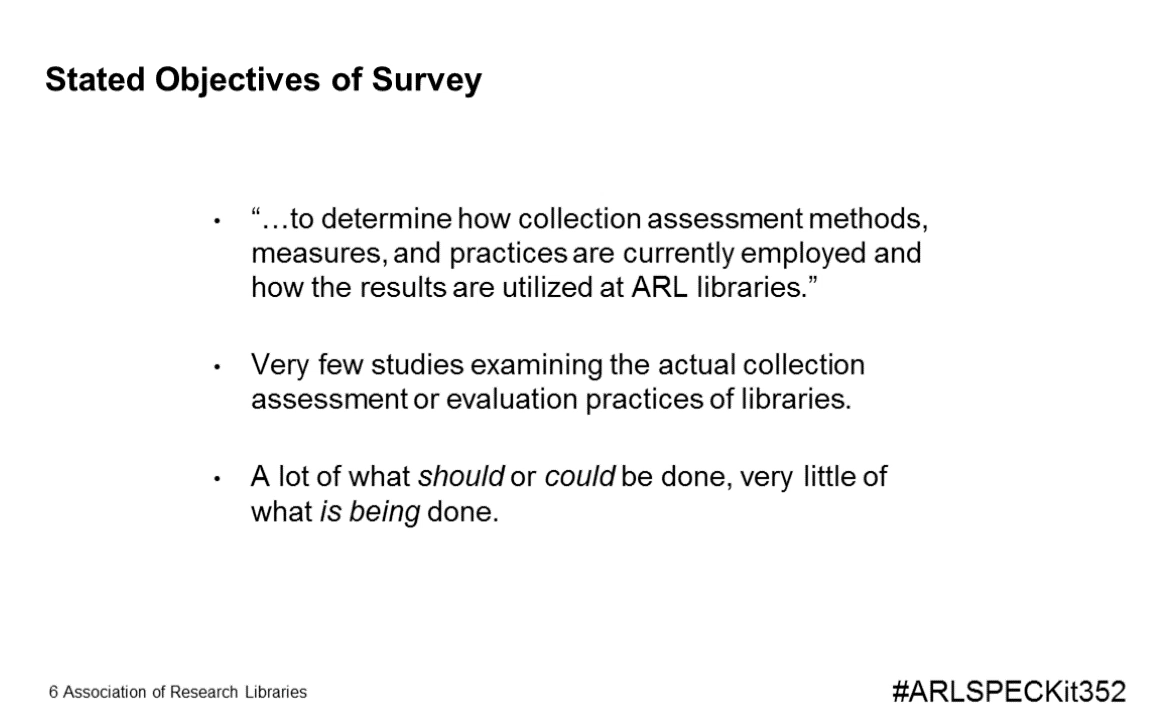 Stated Objectives of Survey
• “…to determine how collection assessment methods,
measures, and practices are currently employed and
how the results are utilized at ARL libraries.”
• Very few studies examining the actual collection
assessment or evaluation practices of libraries.
• A lot of what should or could be done, very little of
what is being done.
6 Association of Research Libraries
#ARLSPECKit352